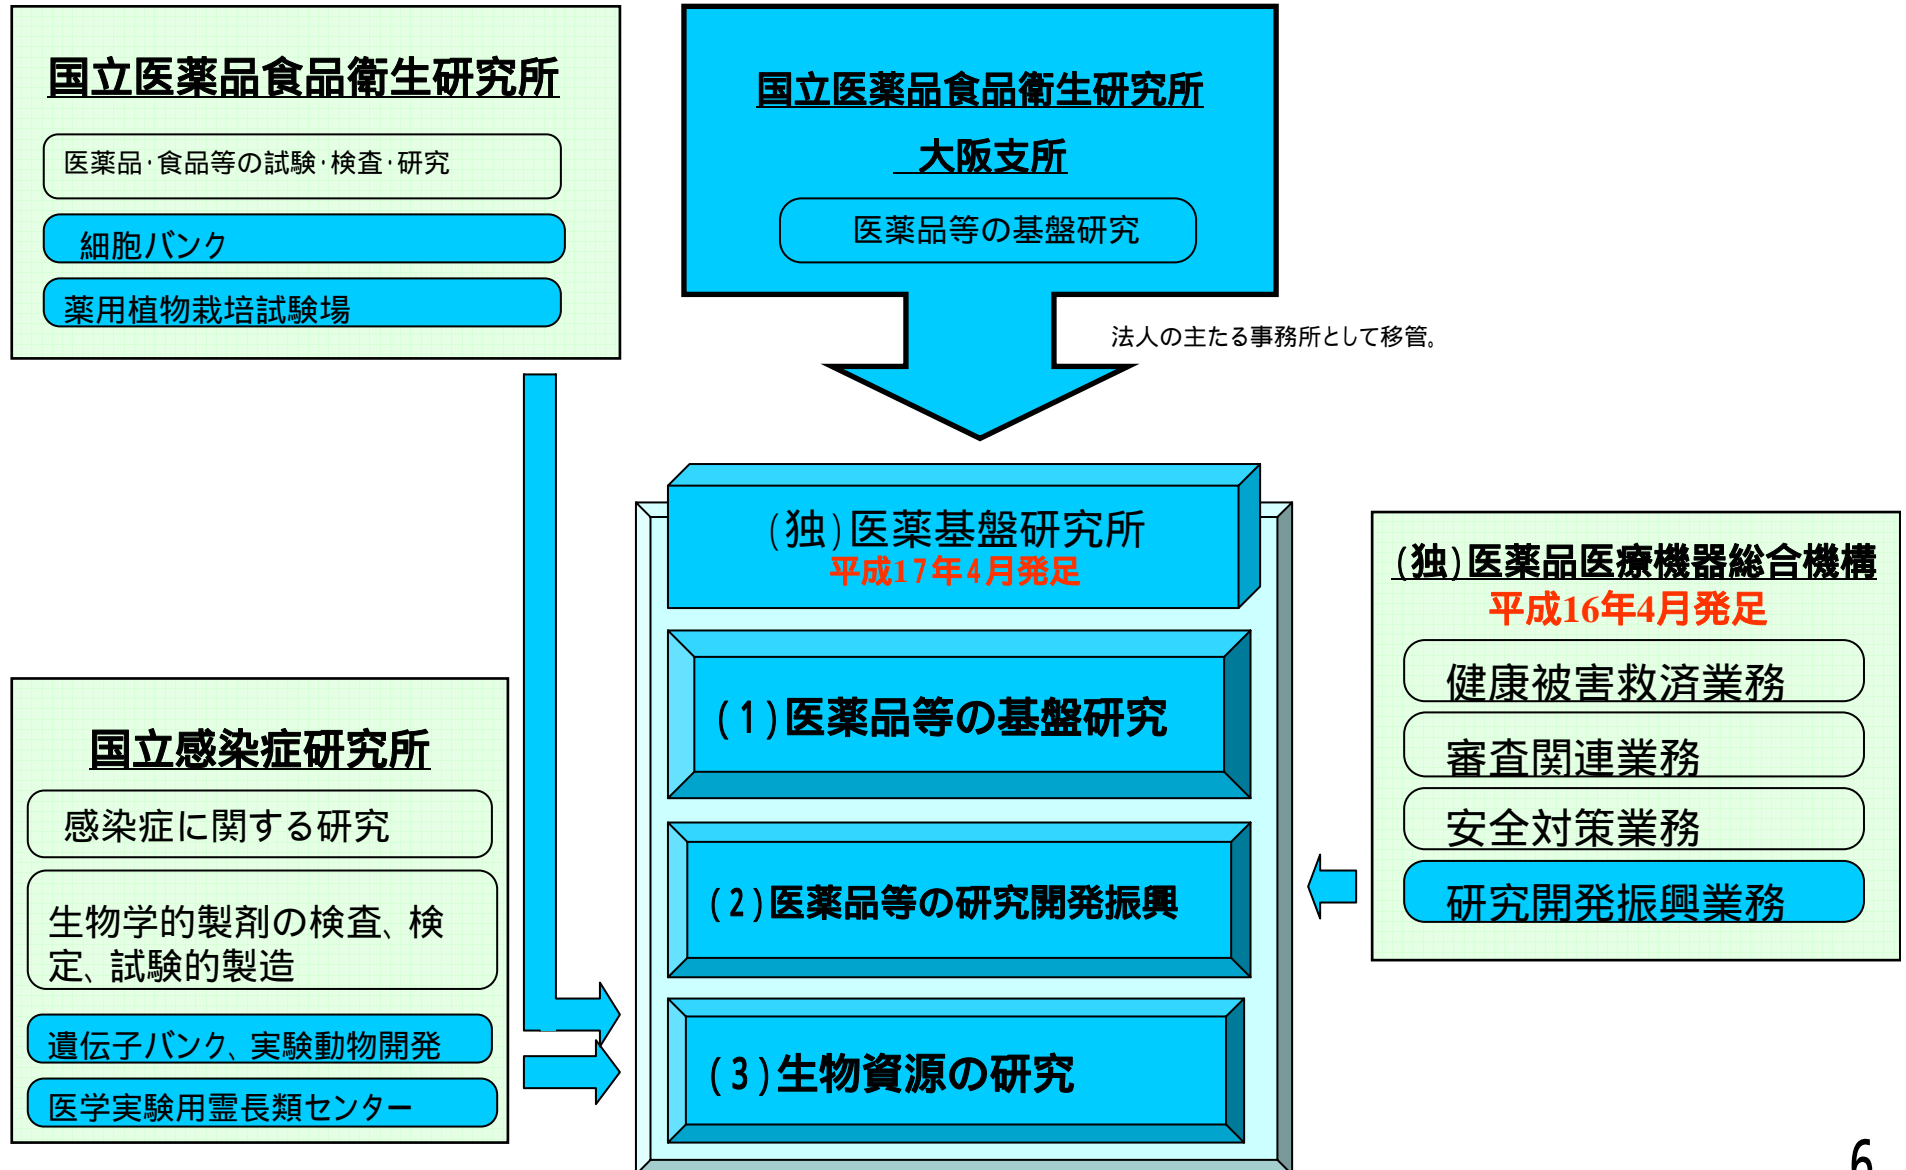 国立医薬品食品衛生研究所
医薬品・食品等の試験・検査・研究
細胞バンク
薬用植物栽培試験場
国立医薬品食品衛生研究所
大阪支所
医薬品等の基盤研究
法人の主たる事務所として移管。
(独)医薬基盤研究所
平成17年4月発足
(1)医薬品等の基盤研究
(2)医薬品等の研究開発振興
(3)生物資源の研究
(独)医薬品医療機器総合機構
平成16年4月発足
健康被害救済業務
審査関連業務
安全対策業務
研究開発振興業務
国立感染症研究所
感染症に関する研究
生物学的製剤の検査、検
定、試験的製造
遺伝子バンク、実験動物開発
医学実験用霊長類センター
6